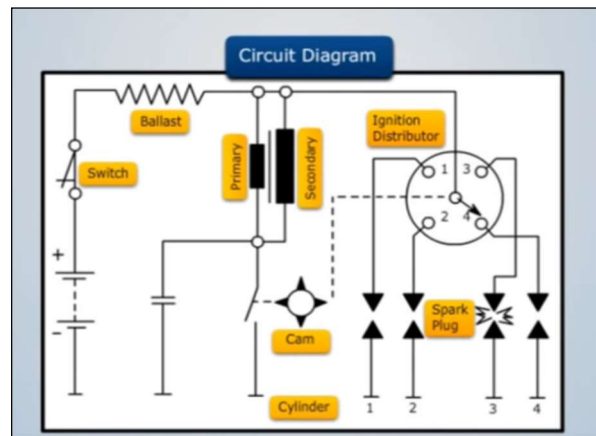 Circuit Diagram
Ballast
Ignition
Distributor
Switch
Primary
Secondary
1 3
2 4
+
-
Cam
Spark
Plug
Cylinder
1 2 3 4